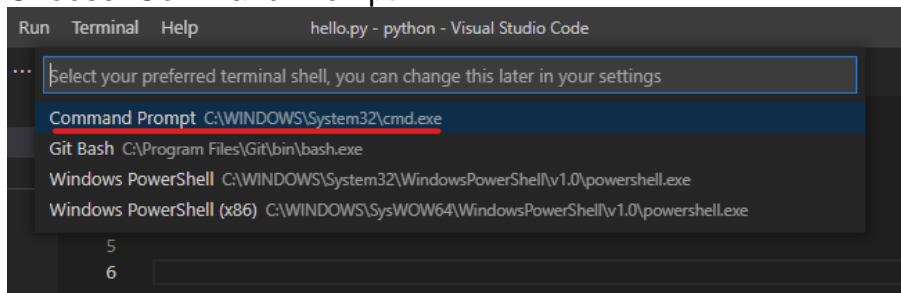 Run Terminal Help hello.py - python - Visual Studio Code
... Select your preferred terminal shell, you can change this later in your settings
Command Prompt C:\WINDOWS\System32\cmd.exe
Git Bash C:\Program Files\Git\bin\bash.exe
Windows PowerShell C:\WINDOWS\System32\WindowsPowerShell\v1.0\powershell.exe
Windows PowerShell (x86) C:\WINDOWS\SysWOW64\WindowsPowerShell\v1.0\powershell.exe
5
6